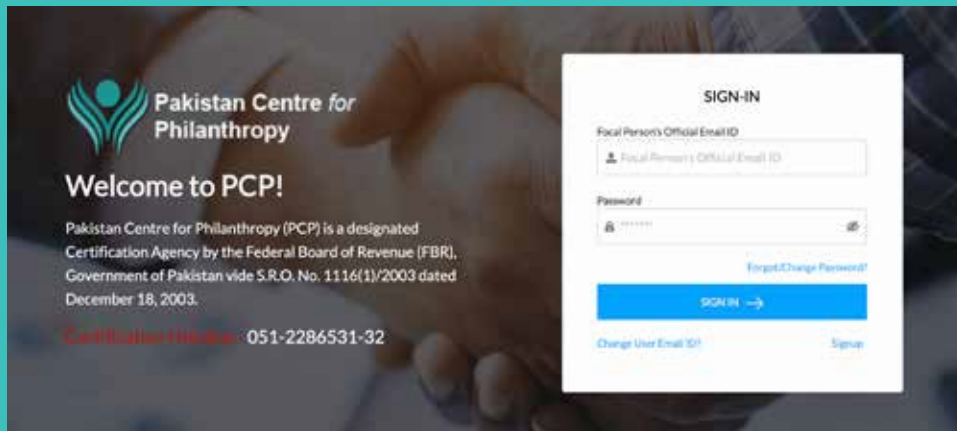 Pakistan Centre for
Philanthropy
Welcome to PCP!
Pakistan Centre for Philanthropy (PCP) is a designated
Certification Agency by the Federal Board of Revenue (FBR),
Government of Pakistan vide S.R.O. No. 1116(1)/2003 dated
December 18, 2003.
Certification Helpline: 051-2286531-32
SIGN-IN
Focal Person's Official Email ID
Focal Person's Official Email ID
Password
*******
Forgot/Change Password?
SIGN IN →
Change User Email ID?
Signup